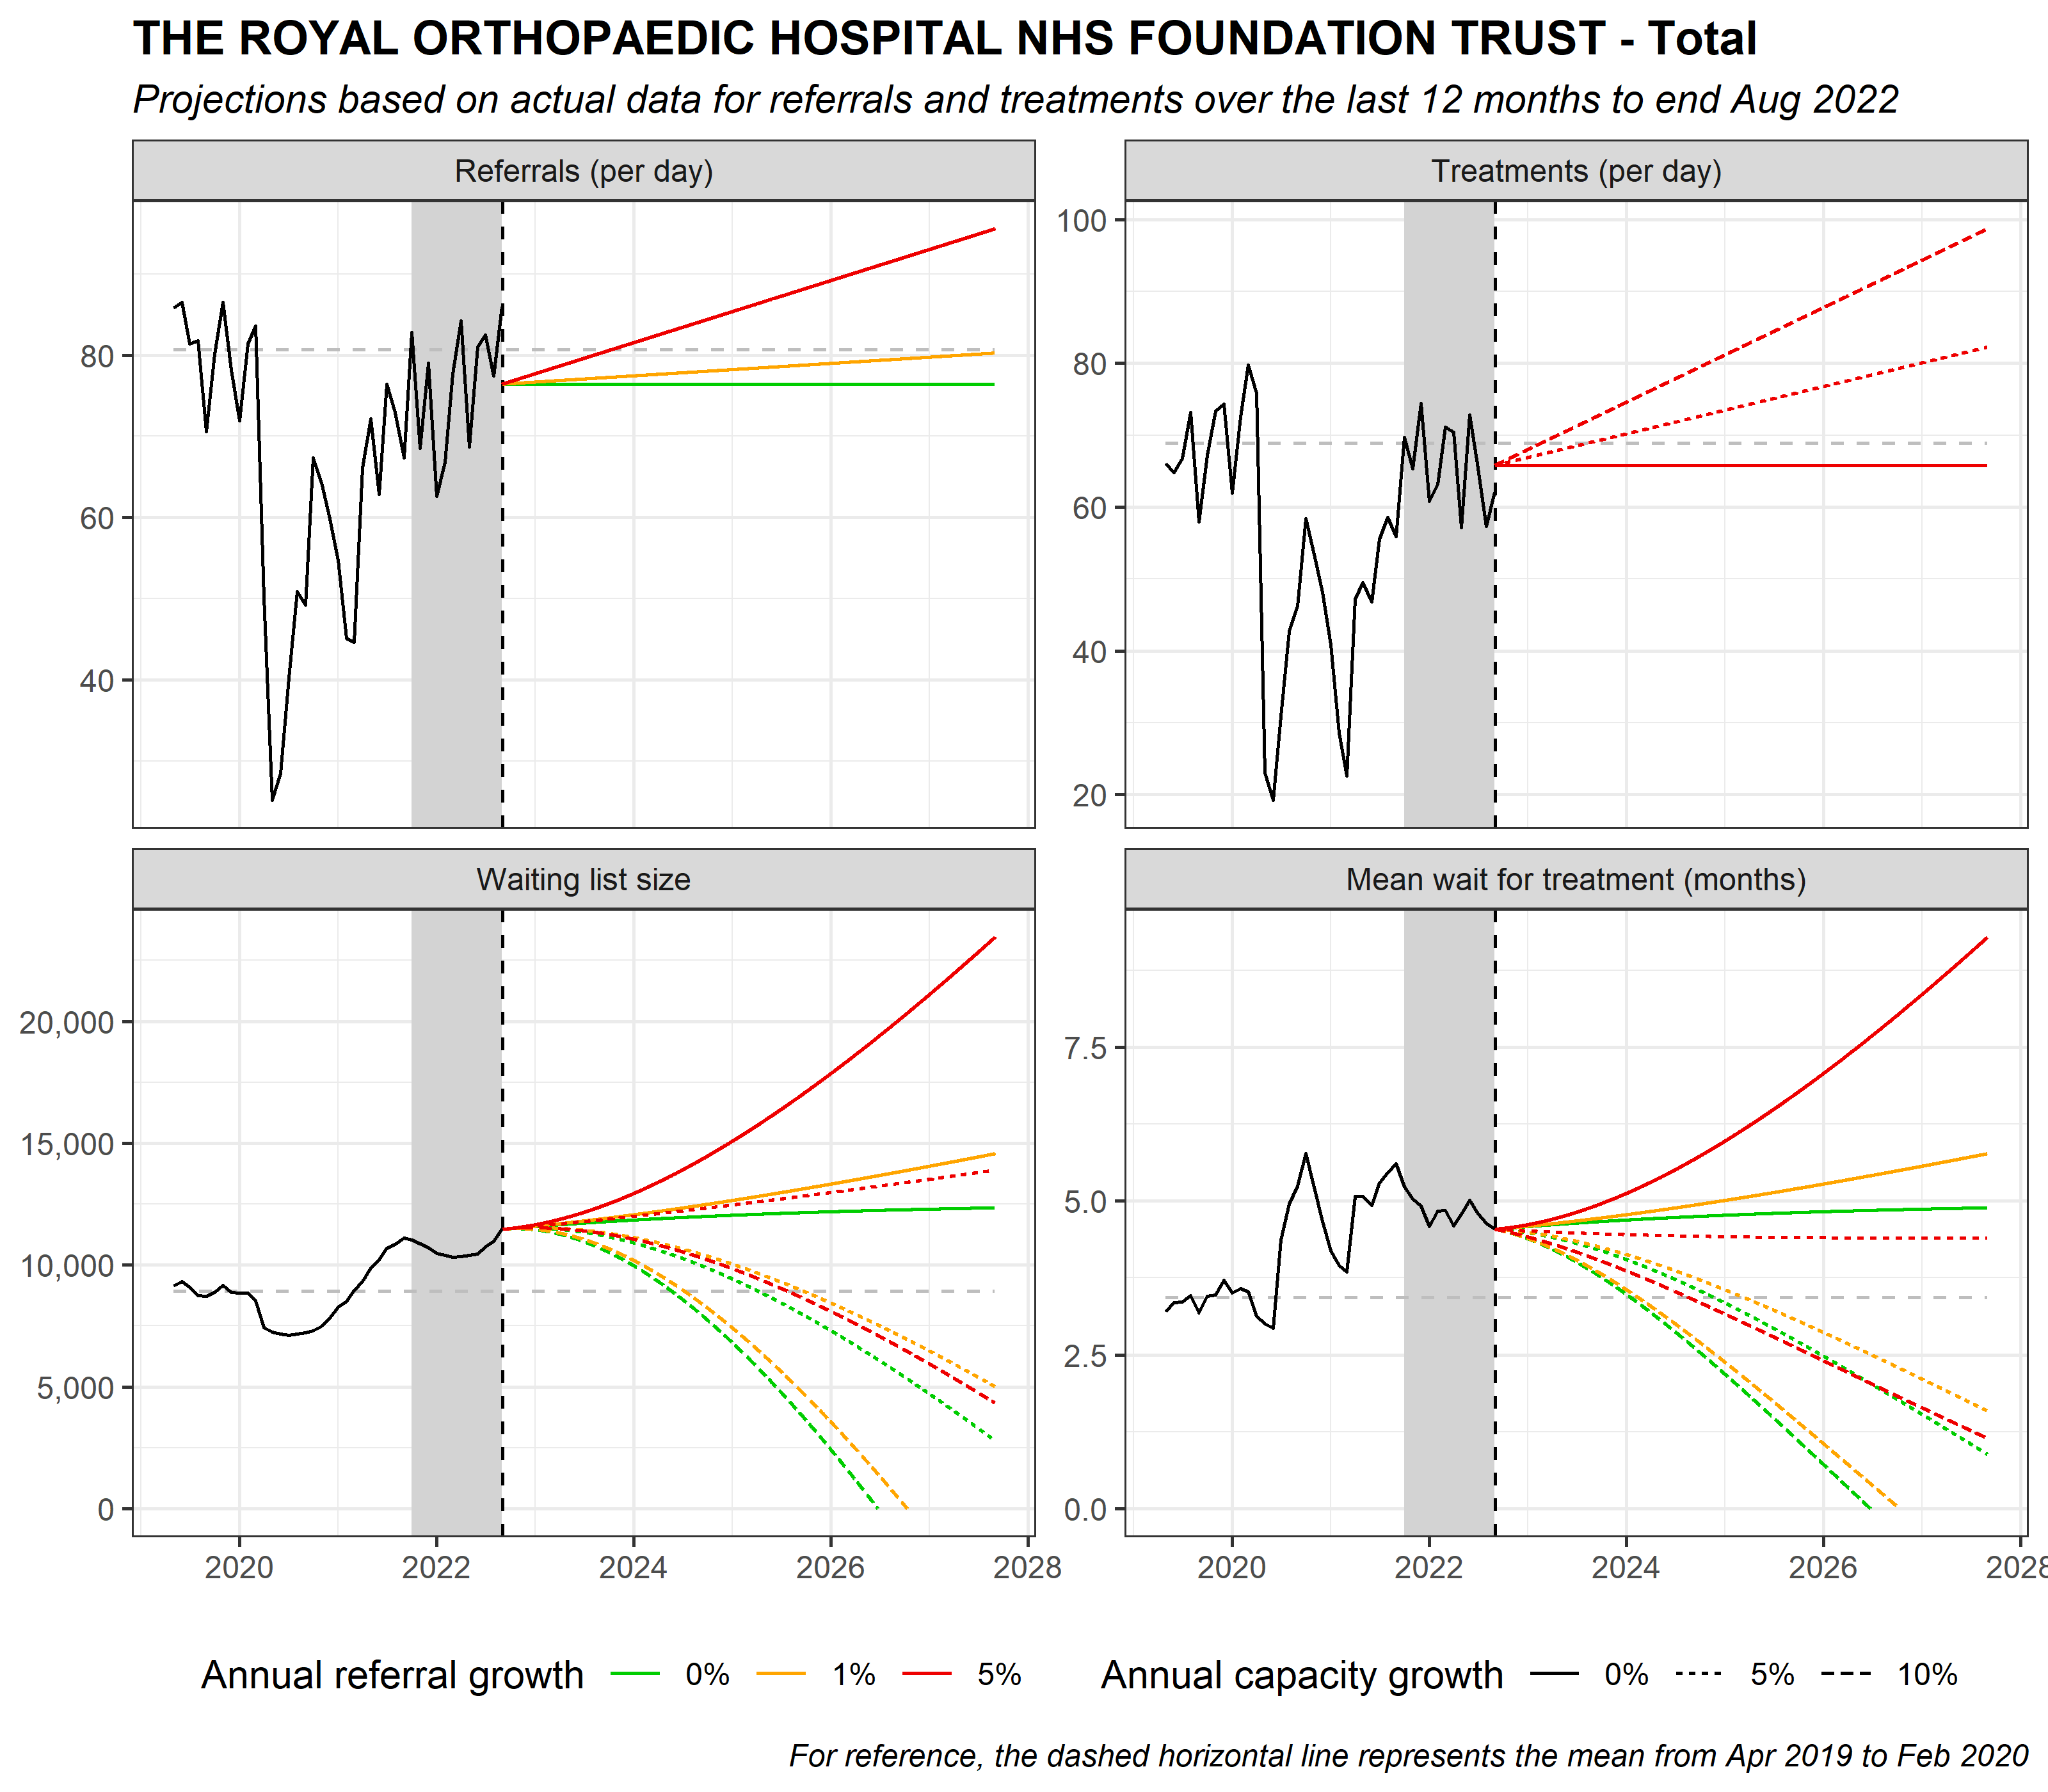 THE ROYAL ORTHOPAEDIC HOSPITAL NHS FOUNDATION TRUST - Total
Projections based on actual data for referrals and treatments over the last 12 months to end Aug 2022
Referrals (per day)
80
60
40
Treatments (per day)
100
80
60
40
20
Waiting list size
20,000
15,000
10,000
5,000
0
2020 2022 2024 2026 2028
Mean wait for treatment (months)
7.5
5.0
2.5
0.0
2020 2022 2024 2026 2028
Annual referral growth 0% 1% 5%
Annual capacity growth 0% 5% 10%
For reference, the dashed horizontal line represents the mean from Apr 2019 to Feb 2020